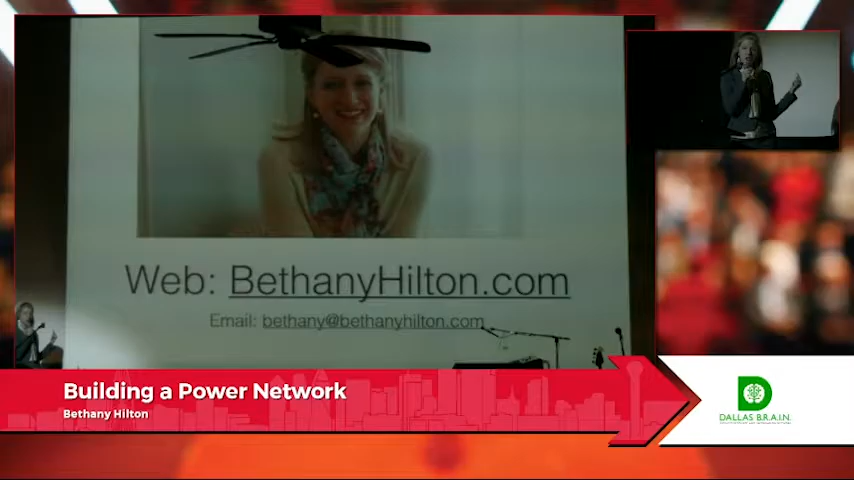 Web: BethanyHilton.com
Email: bethany@bethanyhilton.com
Building a Power Network
Bethany Hilton
DALLAS B.R.A.I.N.